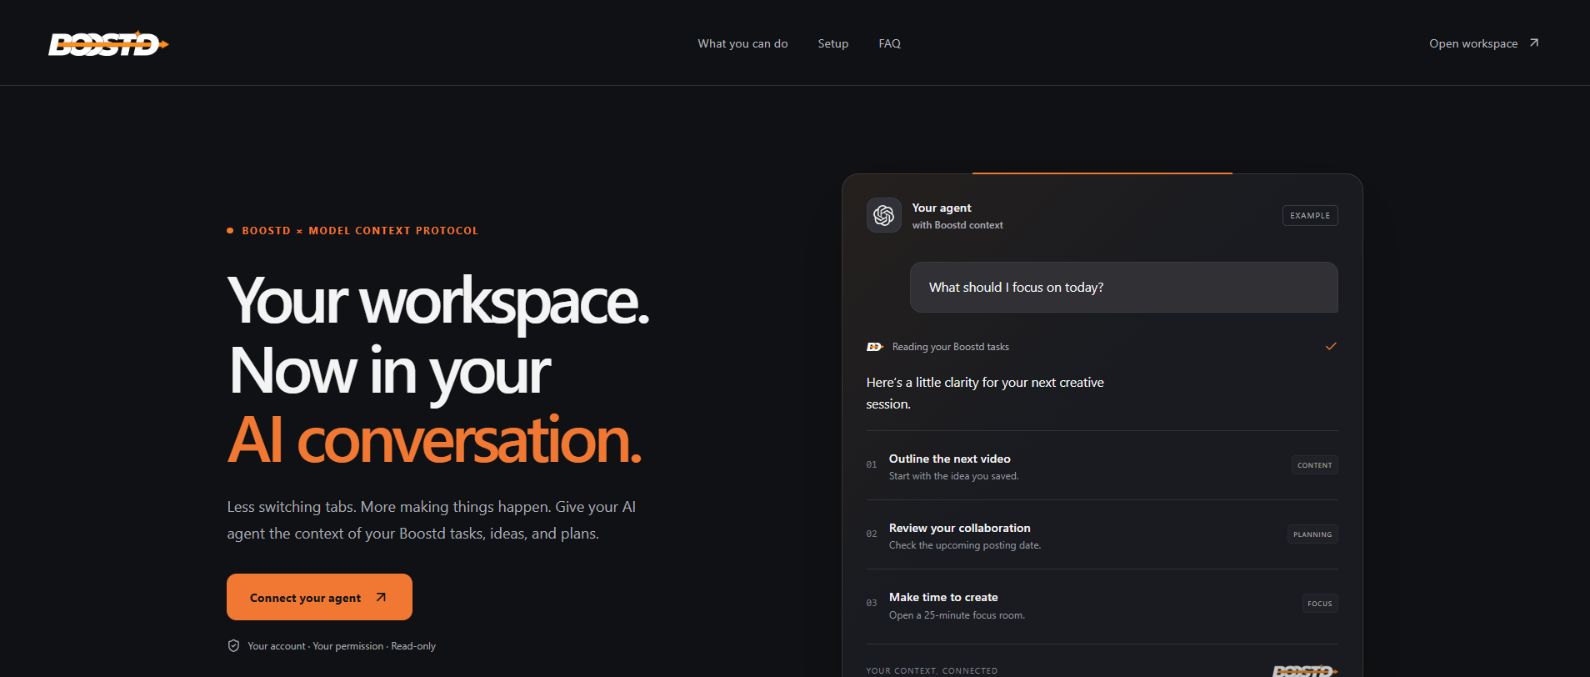 BOOSTD
What you can do
Setup
FAQ
Open workspace
BOOSTD × MODEL CONTEXT PROTOCOL
Your workspace.
Now in your
AI conversation.
Less switching tabs. More making things happen. Give your AI
agent the context of your Boostd tasks, ideas, and plans.
Connect your agent
Your account · Your permission · Read-only
Your agent
with Boostd context
EXAMPLE
What should I focus on today?
Reading your Boostd tasks
Here's a little clarity for your next creative
session.
01
Outline the next video
Start with the idea you saved.
CONTENT
02
Review your collaboration
Check the upcoming posting date.
PLANNING
03
Make time to create
Open a 25-minute focus room.
FOCUS
YOUR CONTEXT, CONNECTED
BOOSTD